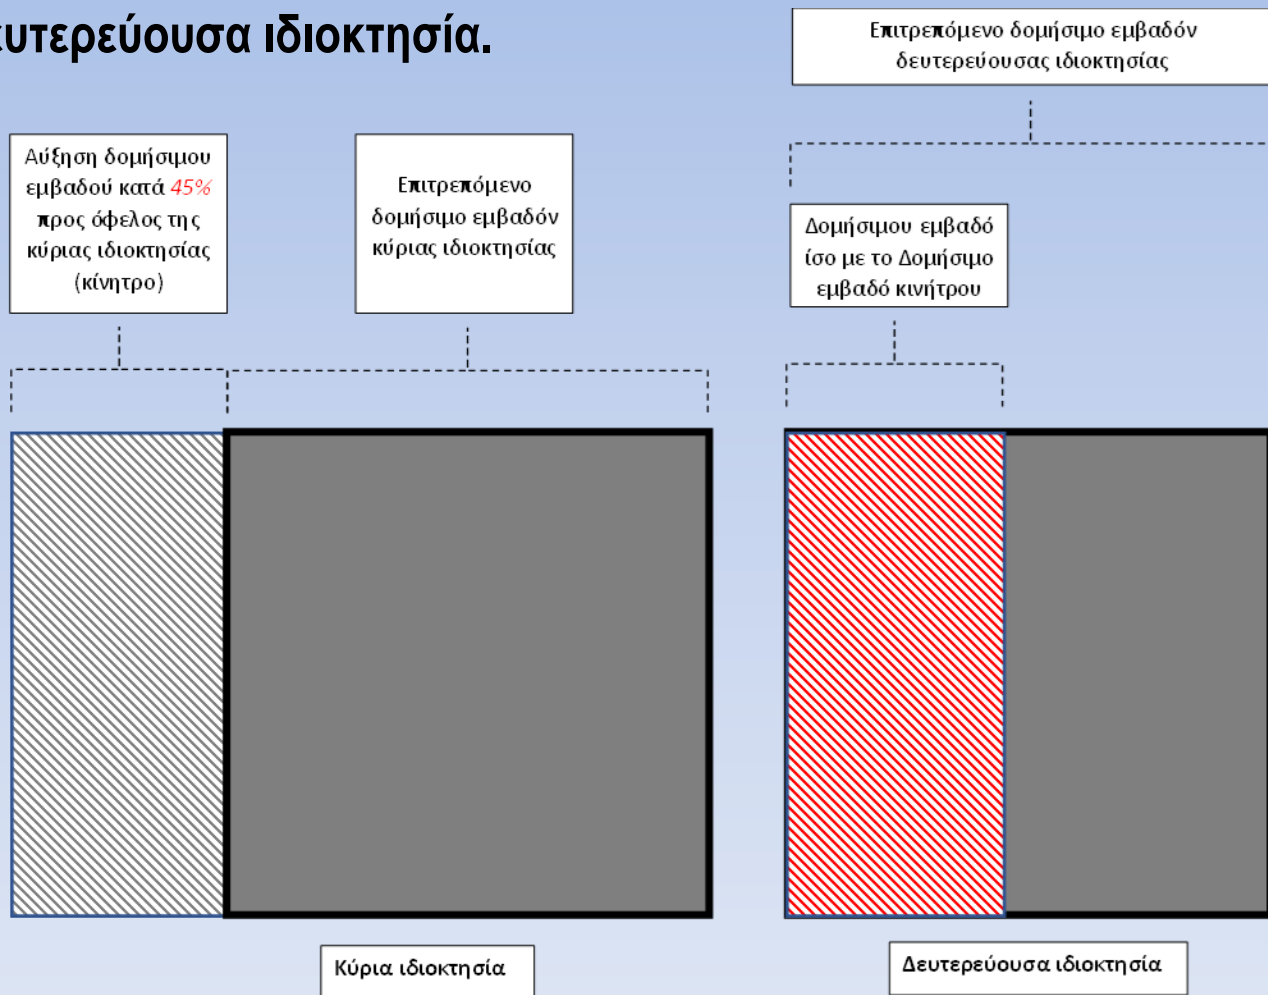 υτερεύουσα ιδιοκτησία.
Επιτρεπόμενο δομήσιμο εμβαδόν
δευτερεύουσας ιδιοκτησίας
Αύξηση δομήσιμου
εμβαδού κατά 45%
προς όφελος της
κύριας ιδιοκτησίας
(κίνητρο)
Επιτρεπόμενο
δομήσιμο εμβαδόν
κύριας ιδιοκτησίας
Δομήσιμου εμβαδό
ίσο με το Δομήσιμο
εμβαδό κινήτρου
Κύρια ιδιοκτησία
Δευτερεύουσα ιδιοκτησία